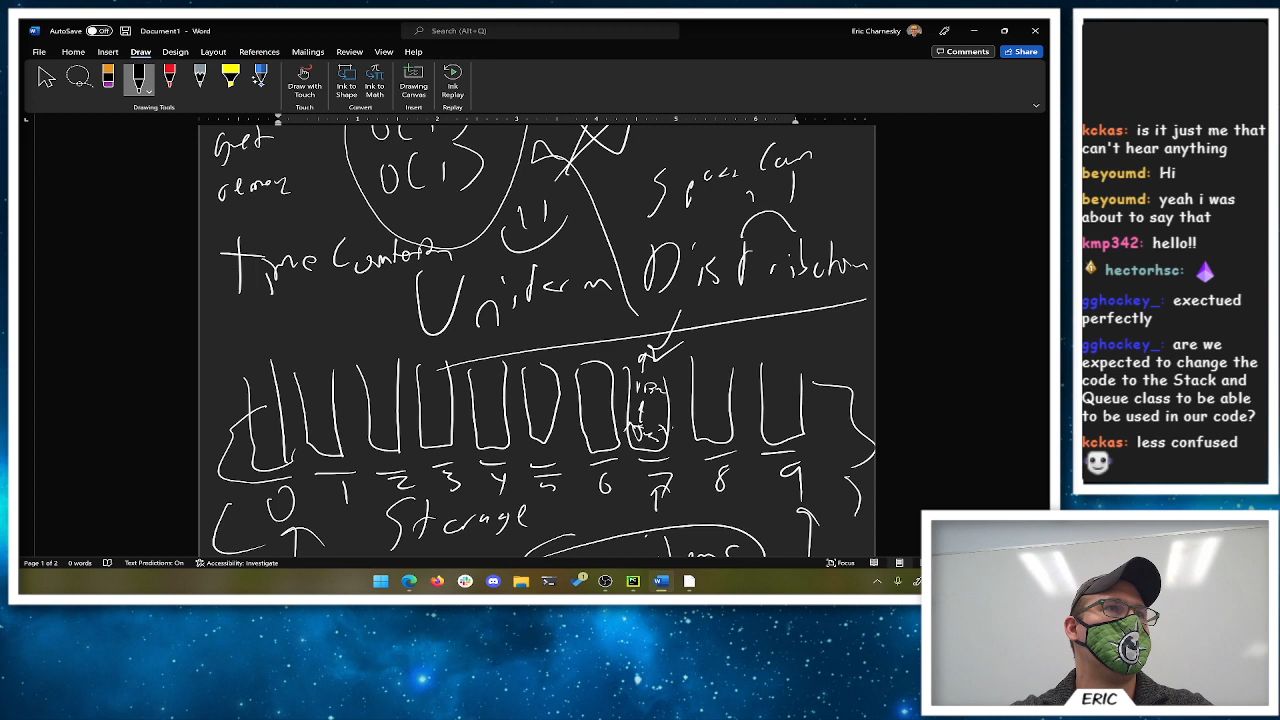 AutoSave Off Document1 - Word Search (Alt+Q) Eric Charnesky
File Home Insert Draw Design Layout References Mailings Review View Help Comments Share
Draw with Touch
Ink to Shape
Ink to Math
Drawing Canvas
Ink Replay
Drawing Tools Touch Convert Insert Replay
1 2 3 5 6
get
O(1)
Time
Uniform Distribution
0 1 2 3 4 5 6 7 8 9
Storage
Page 1 of 2 0 words Text Predictions: On Accessibility: Investigate Focus
kckas: is it just me that
can't hear anything
beyoumd: Hi
beyoumd: yeah i was
about to say that
kmp342: hello!!
hectorhsc:
gghockey_: exectued
perfectly
gghockey_: are we
expected to change the
code to the Stack and
Queue class to be able
to be used in our code?
kckas: less confused
ERIC